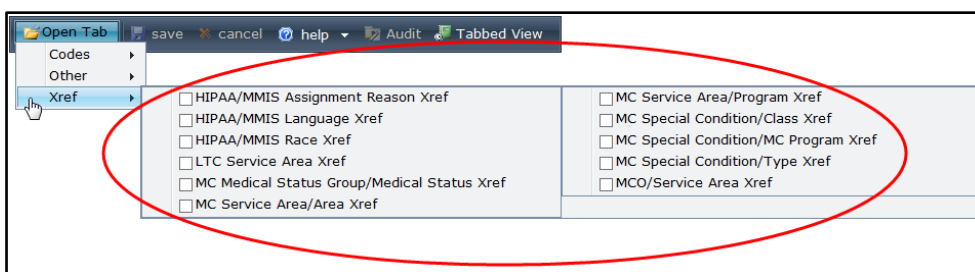 Open Tab save cancel help Audit Tabbed View
Codes
Other
Xref
HIPAA/MMIS Assignment Reason Xref
HIPAA/MMIS Language Xref
HIPAA/MMIS Race Xref
LTC Service Area Xref
MC Medical Status Group/Medical Status Xref
MC Service Area/Area Xref
MC Service Area/Program Xref
MC Special Condition/Class Xref
MC Special Condition/MC Program Xref
MC Special Condition/Type Xref
MCO/Service Area Xref